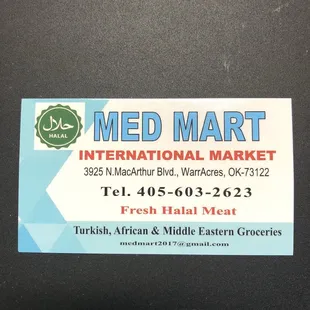 حلال
HALAL
MED MART
INTERNATIONAL MARKET
3925 N.MacArthur Blvd., WarrAcres, OK-73122
Tel. 405-603-2623
Fresh Halal Meat
Turkish, African & Middle Eastern Groceries
medmart2017@gmail.com